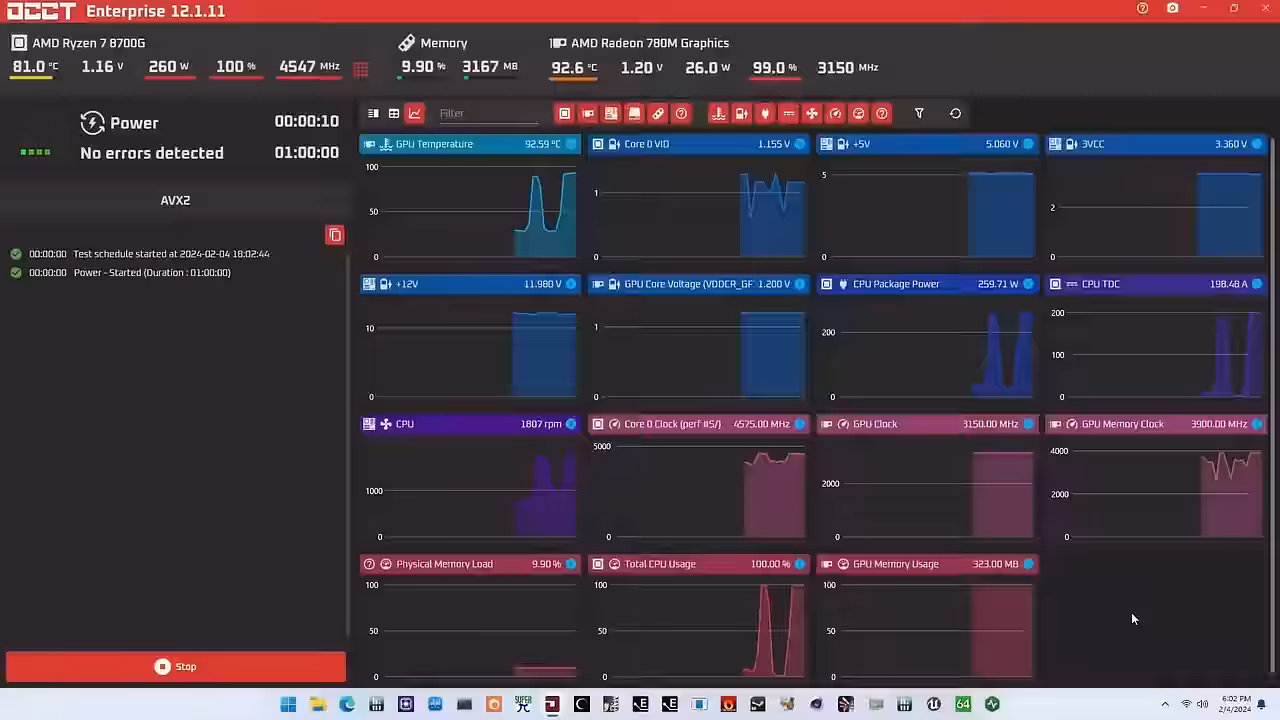 OCCT Enterprise 12.1.11
AMD Ryzen 7 8700G
81.0 °C 1.16 V 260 W 100 % 4547 MHz
Memory
9.90 % 3167 MB
AMD Radeon 780M Graphics
92.6 °C 1.20 V 26.0 W 99.0 % 3150 MHz
Power 00:00:10
No errors detected 01:00:00
AVX2
00:00:00 Test schedule started at 2024-02-04 18:02:44
00:00:00 Power - Started (Duration : 01:00:00)
Stop
Filter
GPU Temperature 92.59 °C
100
50
0
Core 0 VID 1.155 V
1
0
+5V 5.060 V
5
0
3VCC 3.360 V
2
0
+12V 11.980 V
10
0
GPU Core Voltage (VDDCR_GF 1.200 V
1
0
CPU Package Power 259.71 W
200
0
CPU TDC 198.48 A
200
100
0
CPU 1807 rpm
1000
0
Core 0 Clock (perf #5/) 4575.00 MHz
5000
0
GPU Clock 3150.00 MHz
2000
0
GPU Memory Clock 3900.00 MHz
4000
2000
0
Physical Memory Load 9.90 %
100
50
0
Total CPU Usage 100.00 %
100
50
0
GPU Memory Usage 323.00 MB
100
50
0
SUPER
64
6:02 PM
2/4/2024